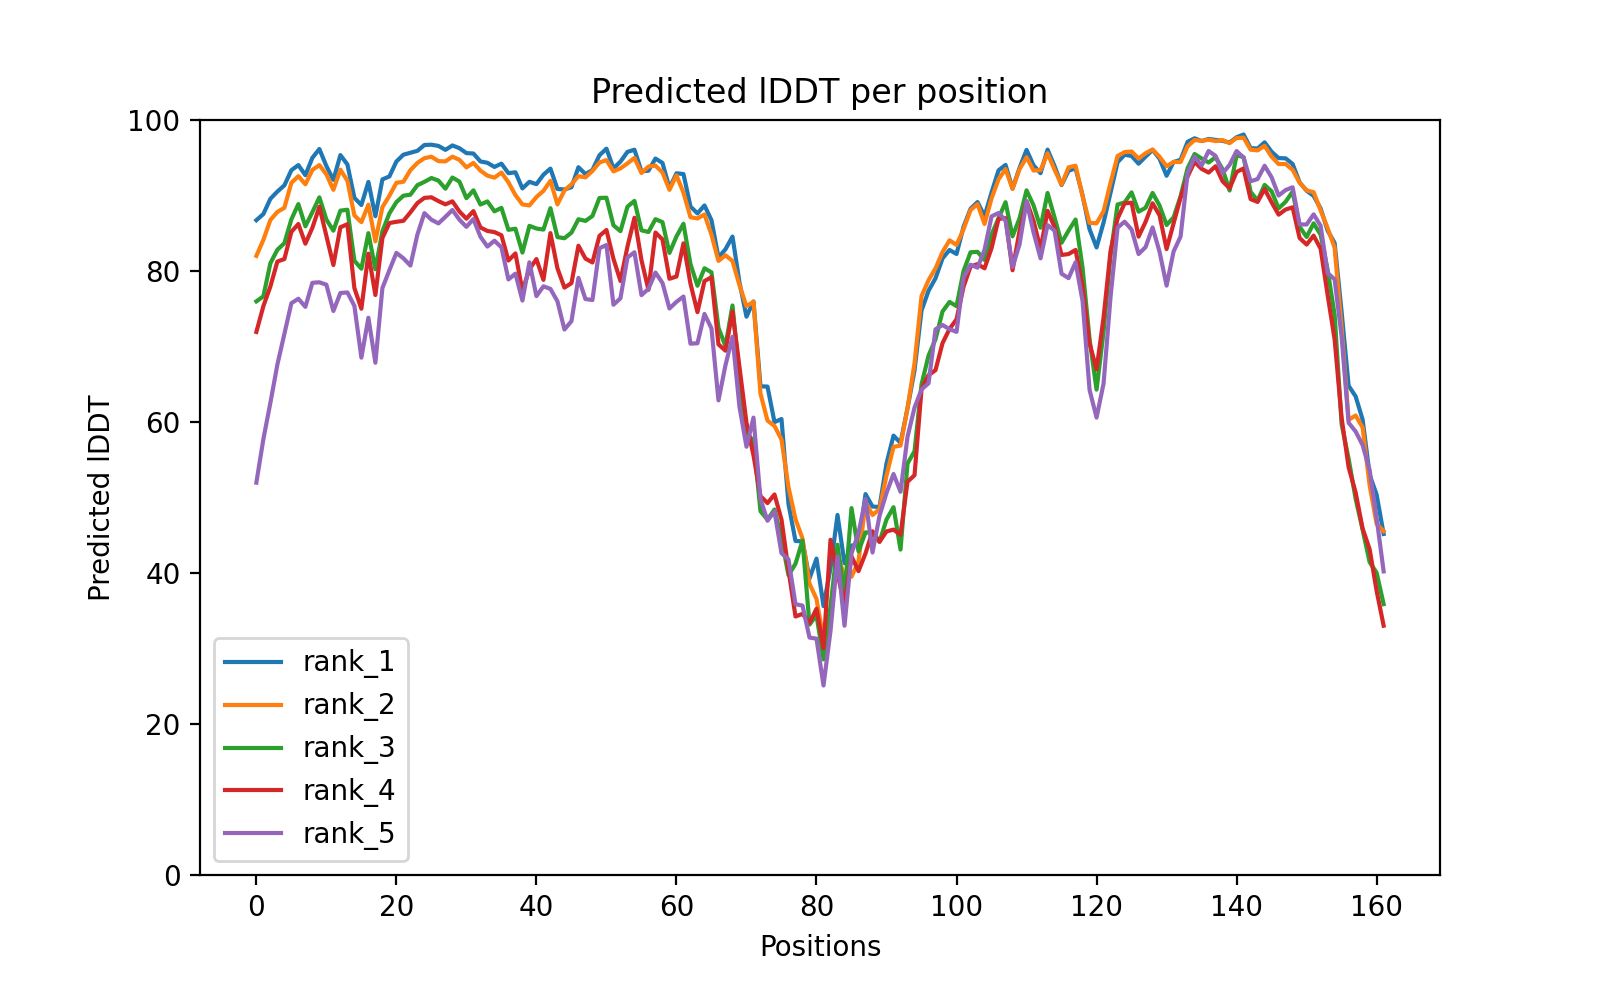 Predicted lDDT per position
100
80
60
40
20
0
Predicted lDDT
rank_1
rank_2
rank_3
rank_4
rank_5
0 20 40 60 80 100 120 140 160
Positions